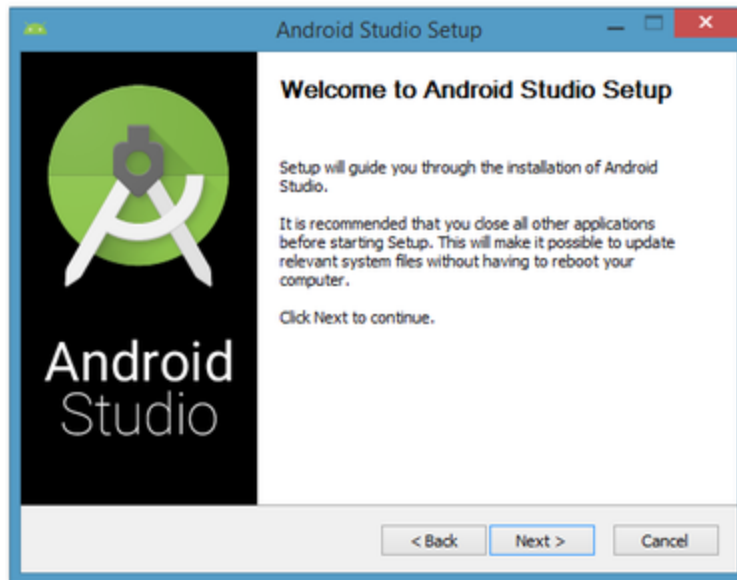 Android Studio Setup
Welcome to Android Studio Setup
Setup will guide you through the installation of Android
Studio.
It is recommended that you close all other applications
before starting Setup. This will make it possible to update
relevant system files without having to reboot your
computer.
Click Next to continue.
Android
Studio
< Back
Next >
Cancel